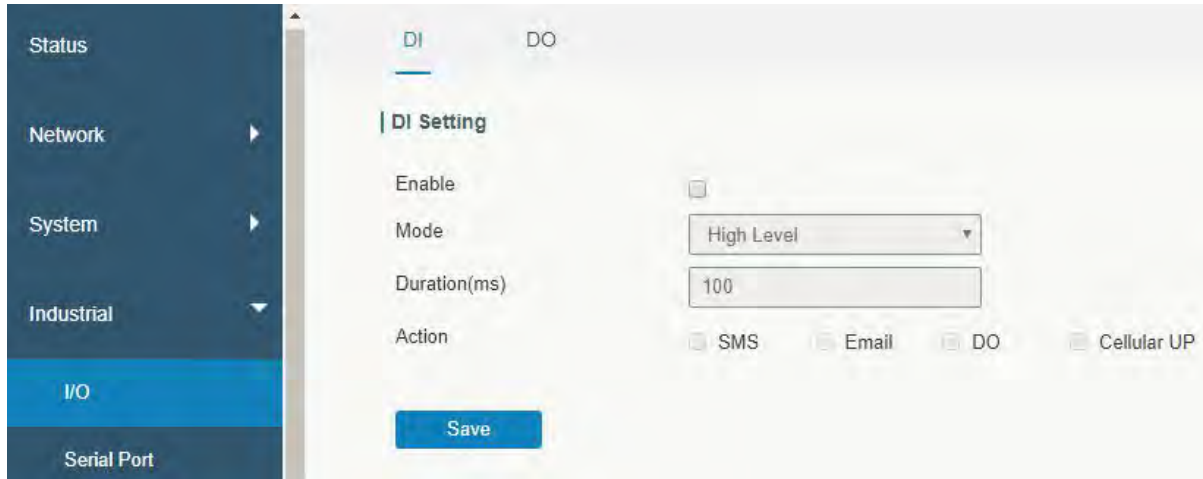 Status
Network
System
Industrial
I/O
Serial Port
DI DO
DI Setting
Enable
Mode High Level
Duration(ms) 100
Action SMS Email DO Cellular UP
Save